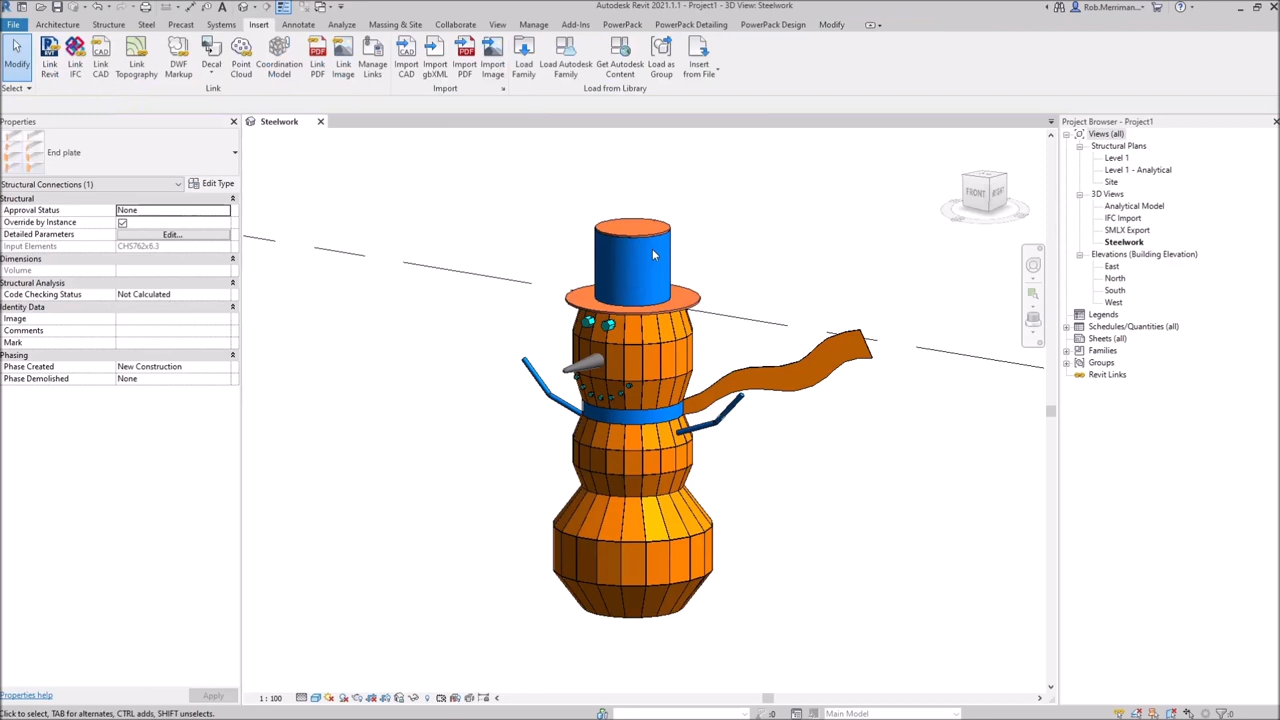 Autodesk Revit 2021.1.1 - Project1 - 3D View: Steelwork
Rob.Merriman...
File Architecture Structure Steel Precast Systems Insert Annotate Analyze Massing & Site Collaborate View Manage Add-Ins PowerPack PowerPack Detailing PowerPack Design Modify
Modify
Link Revit
Link IFC
Link CAD
Link Topography
DWF Markup
Decal
Point Cloud
Coordination Model
Link PDF
Link Image
Manage Links
Import CAD
Import gbXML
Import PDF
Import Image
Load Family
Load Autodesk Family
Get Autodesk Content
Load as Group
Insert from File
Select Link Import Load from Library
Properties
End plate
Structural Connections (1) Edit Type
Structural
Approval Status None
Override by Instance
Detailed Parameters Edit...
Input Elements CHS762x6.3
Dimensions
Volume
Structural Analysis
Code Checking Status Not Calculated
Identity Data
Image
Comments
Mark
Phasing
Phase Created New Construction
Phase Demolished None
Properties help Apply
Steelwork
FRONT RIGHT
Project Browser - Project1
Views (all)
Structural Plans
Level 1
Level 1 - Analytical
Site
3D Views
Analytical Model
IFC Import
SMLX Export
Steelwork
Elevations (Building Elevation)
East
North
South
West
Legends
Schedules/Quantities (all)
Sheets (all)
Families
Groups
Revit Links
1 : 100
Click to select, TAB for alternates, CTRL adds, SHIFT unselects.
:0 Main Model :0